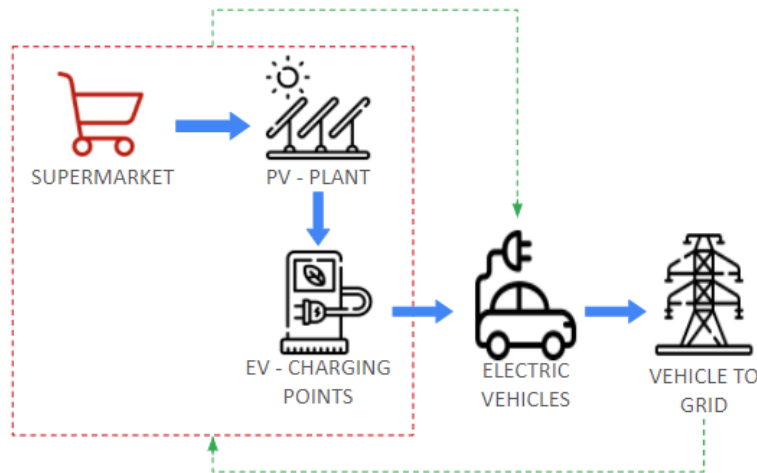 SUPERMARKET
PV - PLANT
EV - CHARGING
POINTS
ELECTRIC
VEHICLES
VEHICLE TO
GRID